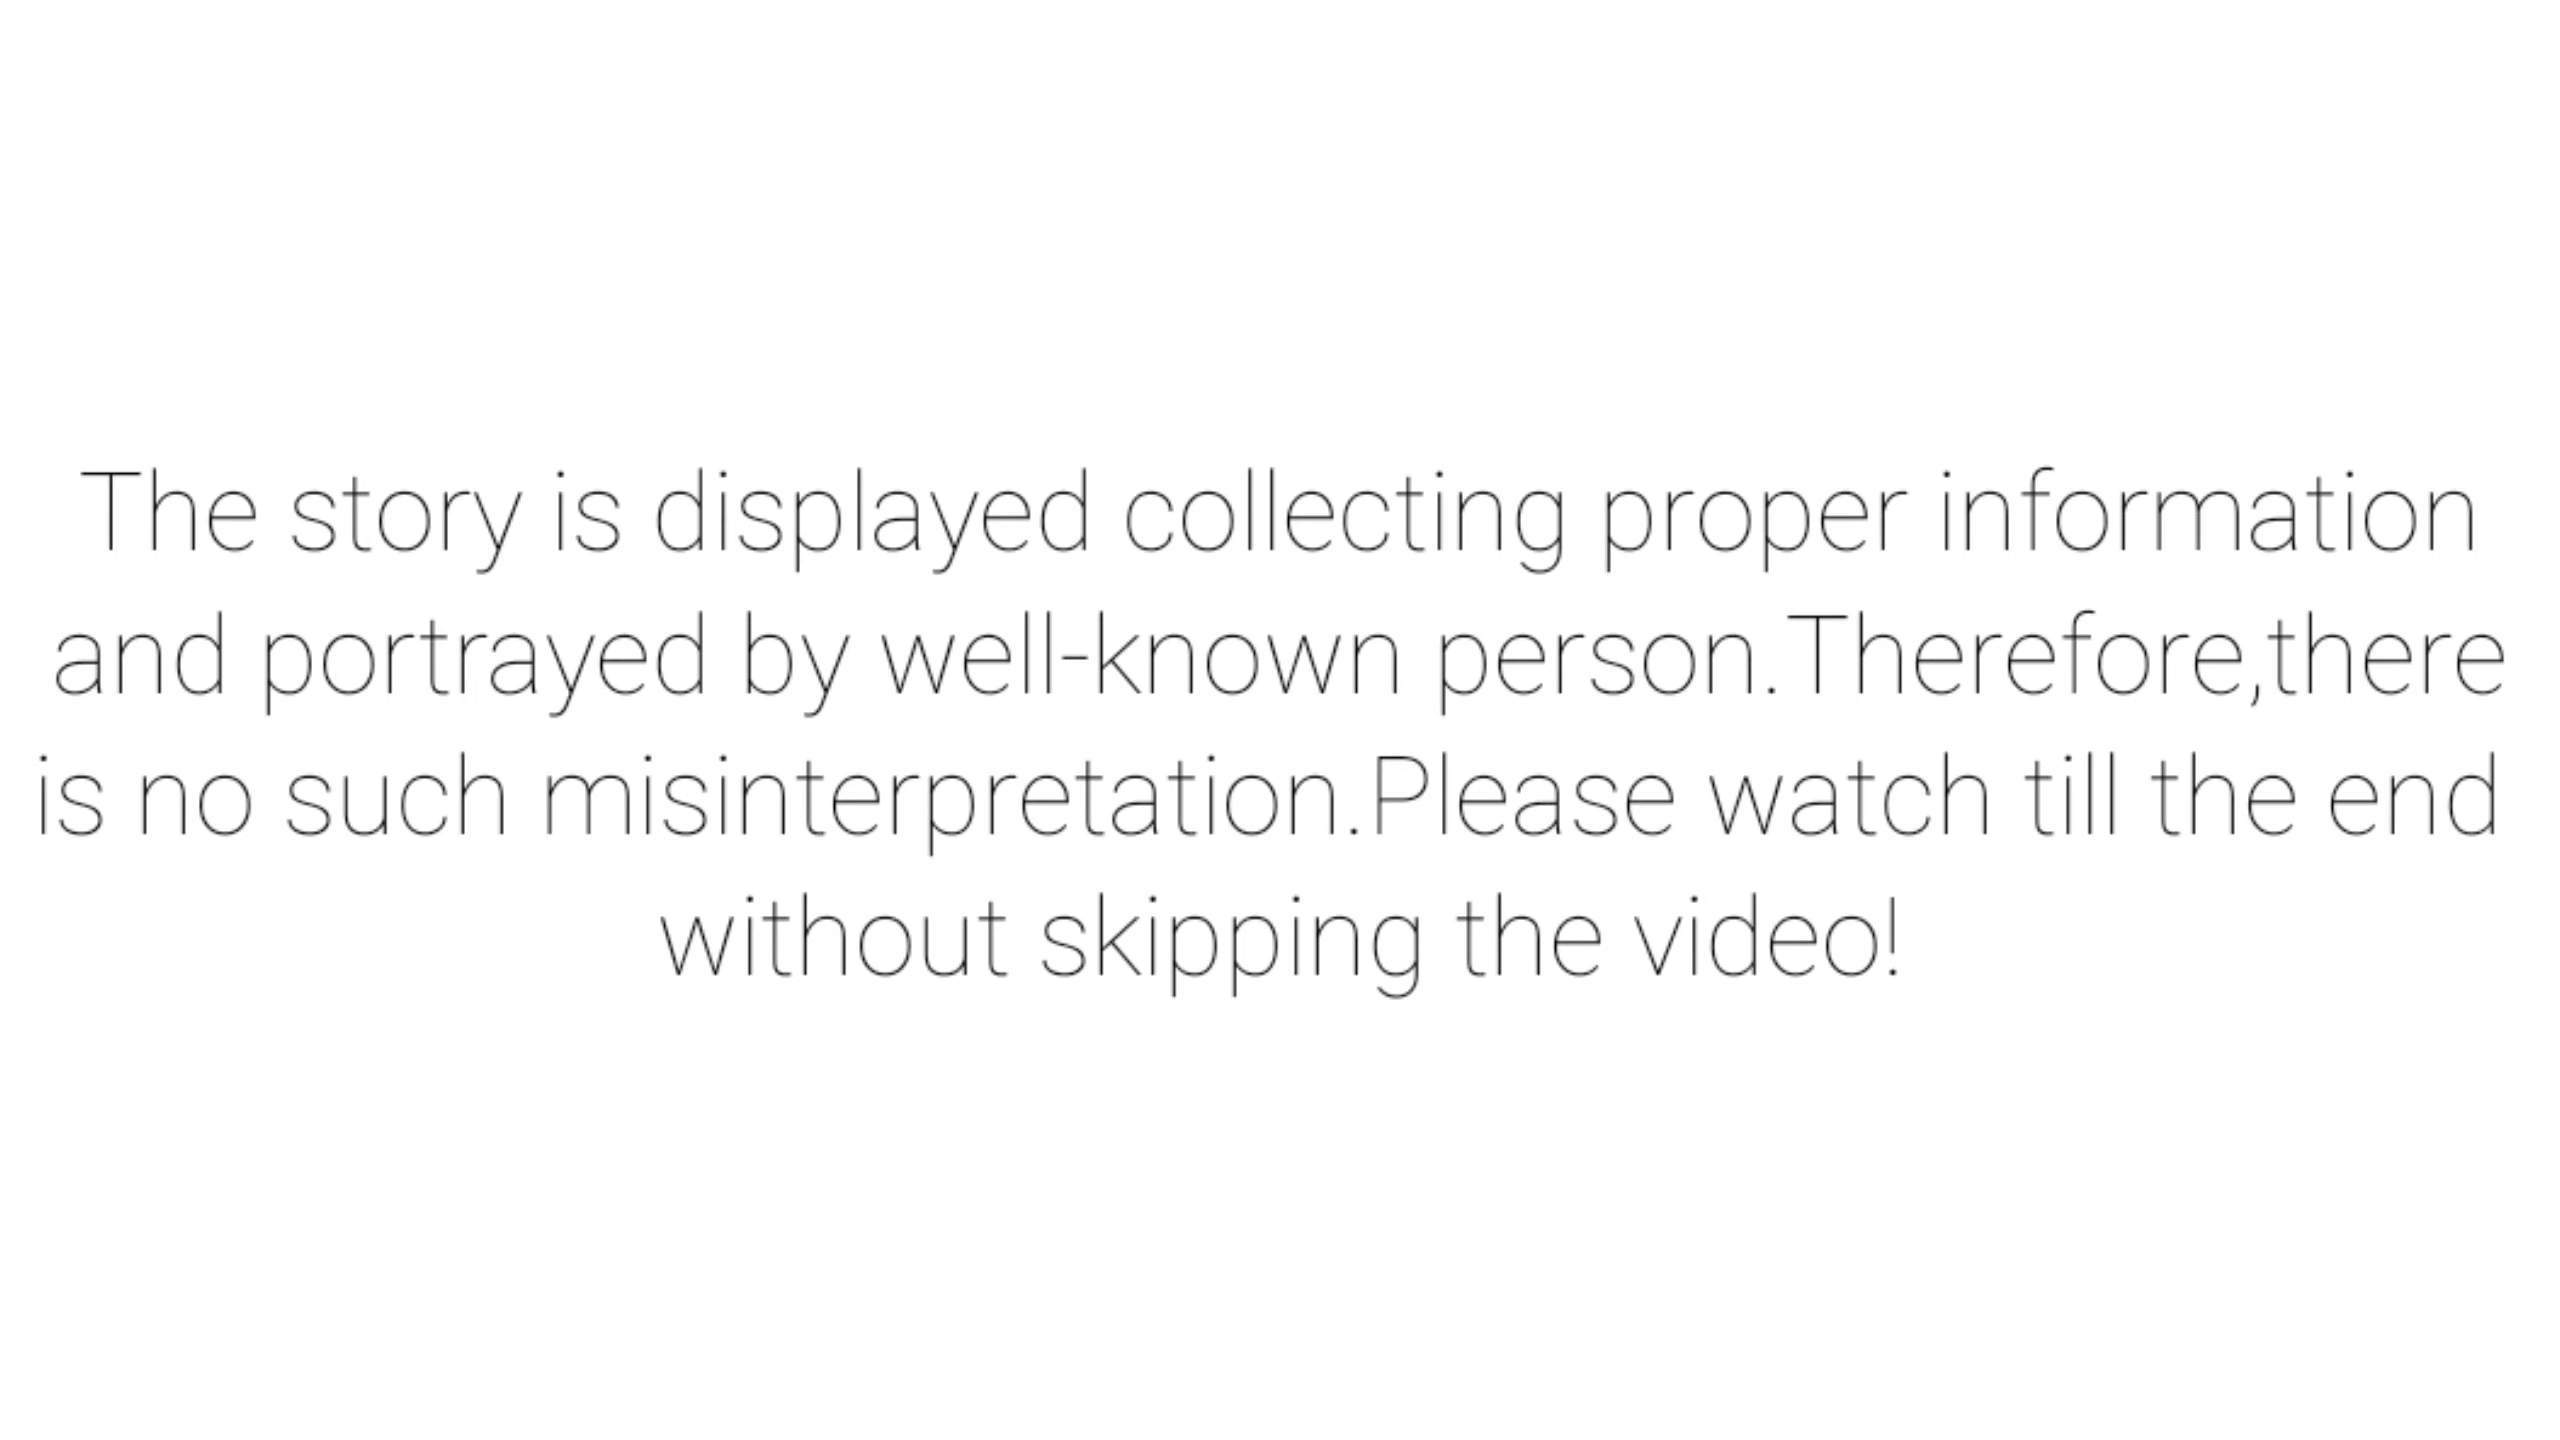 The story is displayed collecting proper information
and portrayed by well-known person.Therefore,there
is no such misinterpretation.Please watch till the end
without skipping the video!